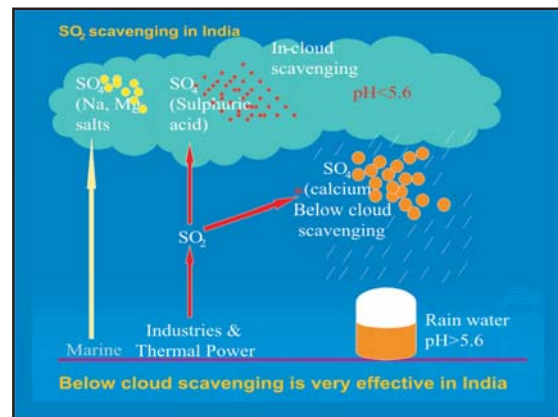 SO2 scavenging in India
In-cloud
scavenging
SO4
(Na, Mg
salts
SO4
(Sulphuric
acid)
pH<5.6
SO4
(calcium
Below cloud
scavenging
SO2
Marine
Industries &
Thermal Power
Rain water
pH>5.6
Below cloud scavenging is very effective in India